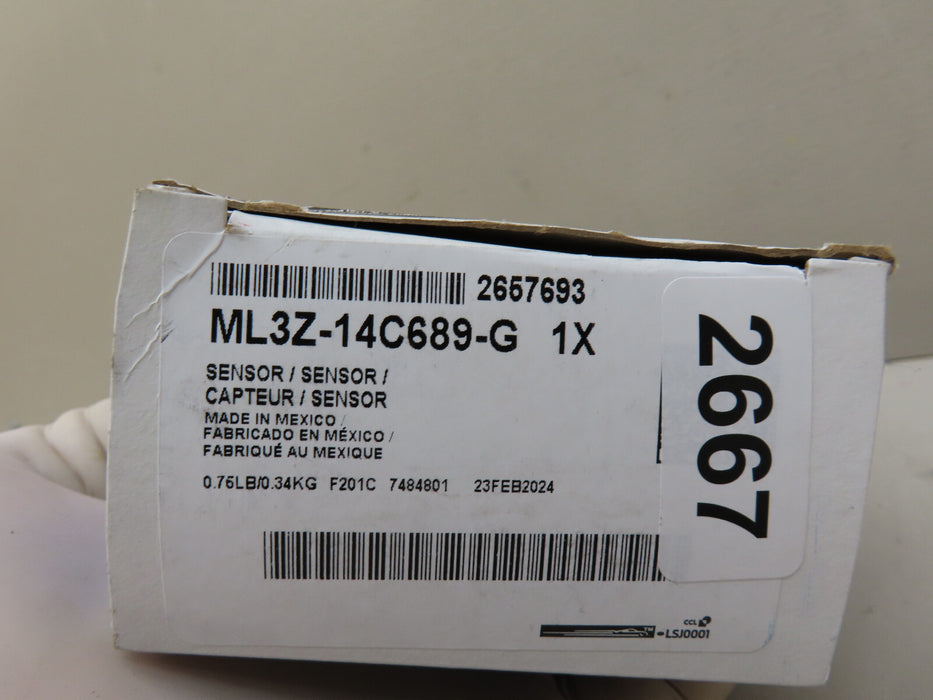 2657693
ML3Z-14C689-G 1X
SENSOR / SENSOR /
CAPTEUR / SENSOR
MADE IN MEXICO /
FABRICADO EN MÉXICO /
FABRIQUÉ AU MEXIQUE
0.75LB/0.34KG F201C 7484801 23FEB2024
2667
CCL
-LSJ0001